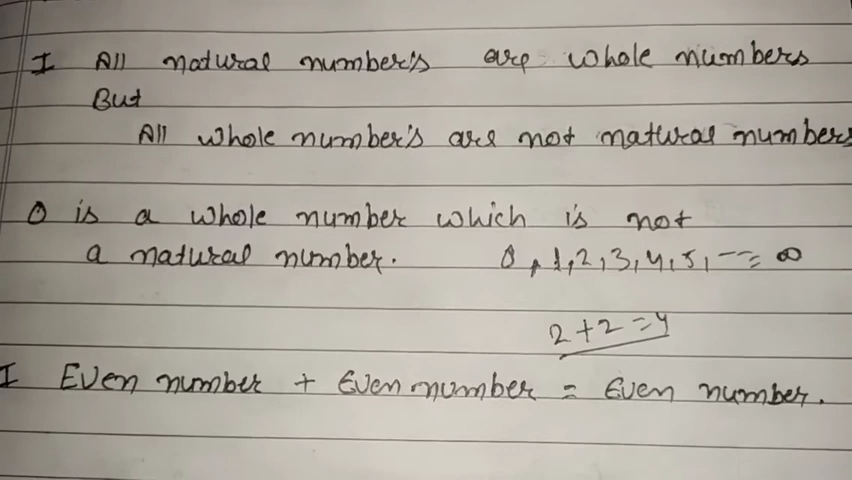 I All natural number's are whole numbers
But
All whole number's are not natural numbers
0 is a whole number which is not
a natural number. 0, 1, 2, 3, 4, 5, --- ∞
2+2=4
I Even number + Even number = Even number.